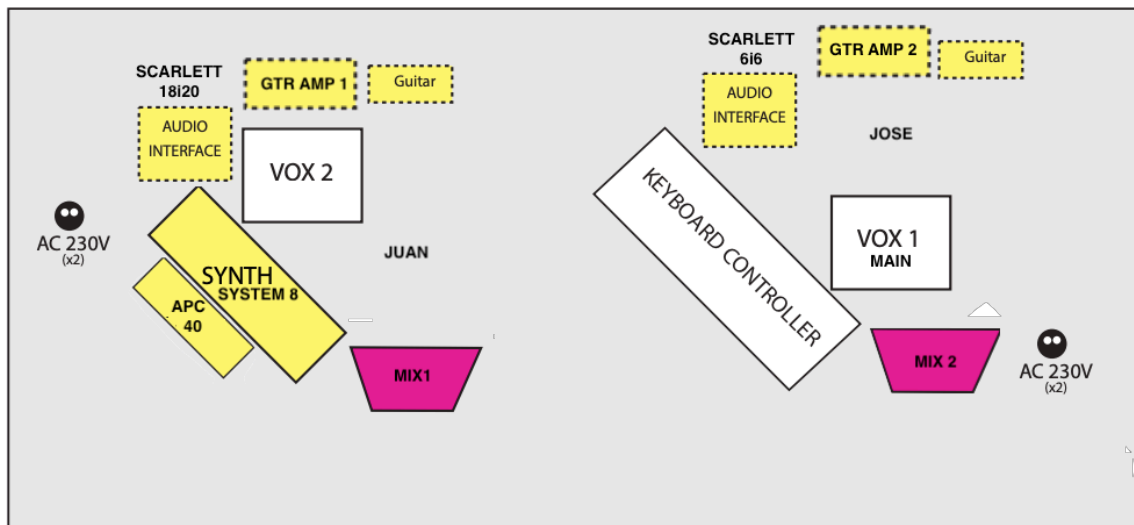 SCARLETT
18i20
AUDIO
INTERFACE
GTR AMP 1
Guitar
VOX 2
AC 230V
(x2)
JUAN
SYNTH
SYSTEM 8
APC
40
MIX1
SCARLETT
6i6
AUDIO
INTERFACE
GTR AMP 2
Guitar
JOSE
KEYBOARD CONTROLLER
VOX 1
MAIN
MIX 2
AC 230V
(x2)